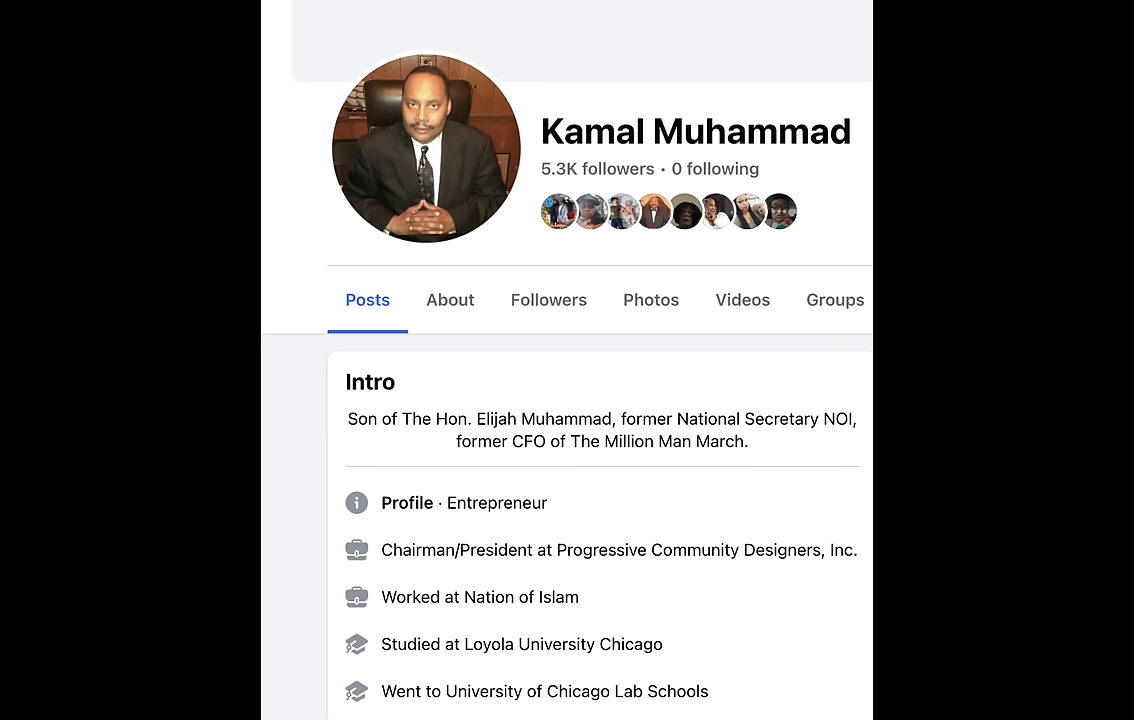 Kamal Muhammad
5.3K followers • 0 following
Posts About Followers Photos Videos Groups
Intro
Son of The Hon. Elijah Muhammad, former National Secretary NOI,
former CFO of The Million Man March.
Profile · Entrepreneur
Chairman/President at Progressive Community Designers, Inc.
Worked at Nation of Islam
Studied at Loyola University Chicago
Went to University of Chicago Lab Schools